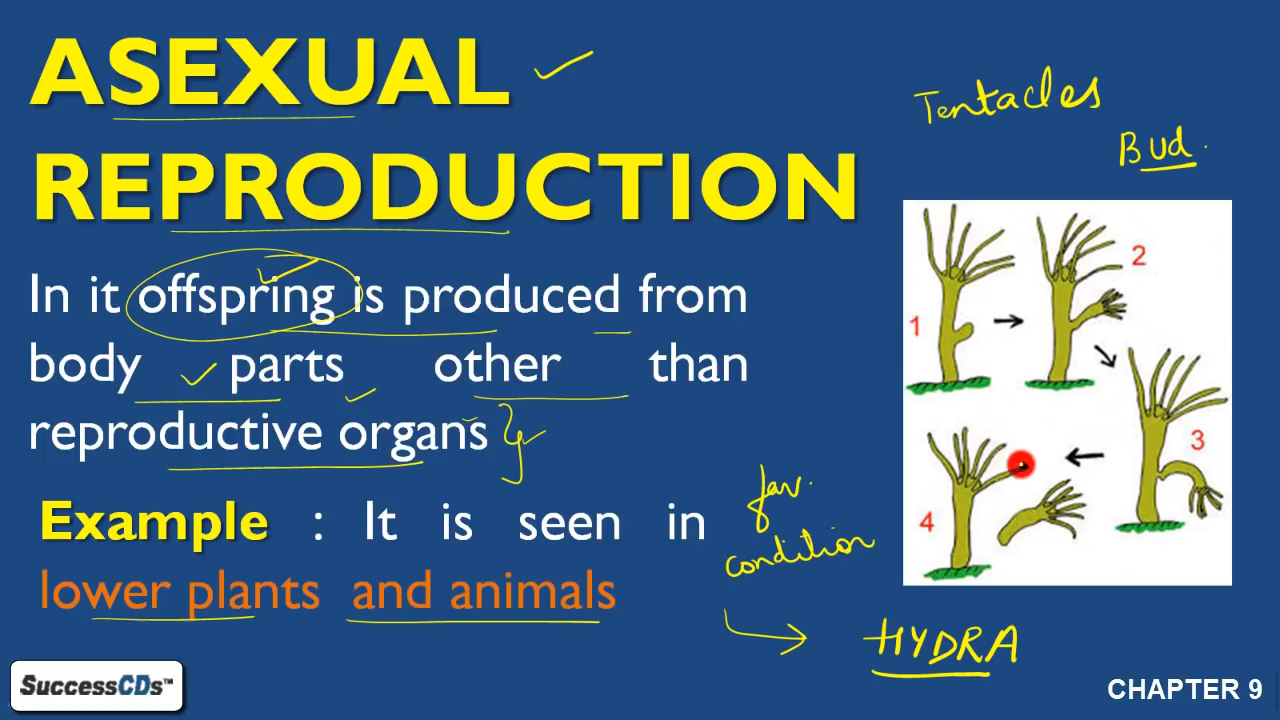 ASEXUAL
REPRODUCTION
In it offspring is produced from
body parts other than
reproductive organs
Example : It is seen in
lower plants and animals
fav.
condition
HYDRA
Tentacles
Bud.
1
2
3
4
SuccessCDs™
CHAPTER 9